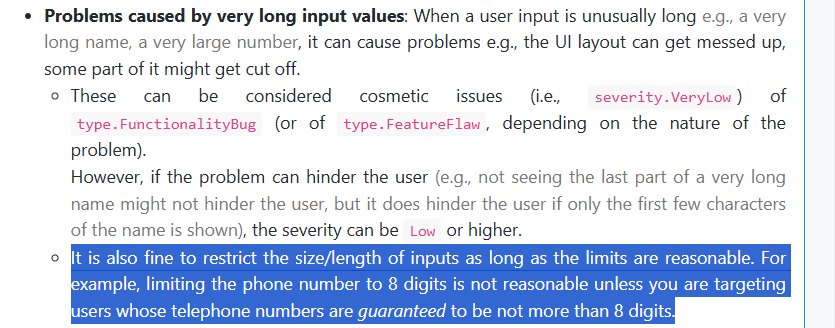 • Problems caused by very long input values: When a user input is unusually long e.g., a very
long name, a very large number, it can cause problems e.g., the UI layout can get messed up,
some part of it might get cut off.
◦ These can be considered cosmetic issues (i.e., severity.VeryLow ) of
type.FunctionalityBug (or of type.FeatureFlaw , depending on the nature of the
problem).
However, if the problem can hinder the user (e.g., not seeing the last part of a very long
name might not hinder the user, but it does hinder the user if only the first few characters
of the name is shown), the severity can be Low or higher.
◦ It is also fine to restrict the size/length of inputs as long as the limits are reasonable. For
example, limiting the phone number to 8 digits is not reasonable unless you are targeting
users whose telephone numbers are guaranteed to be not more than 8 digits.